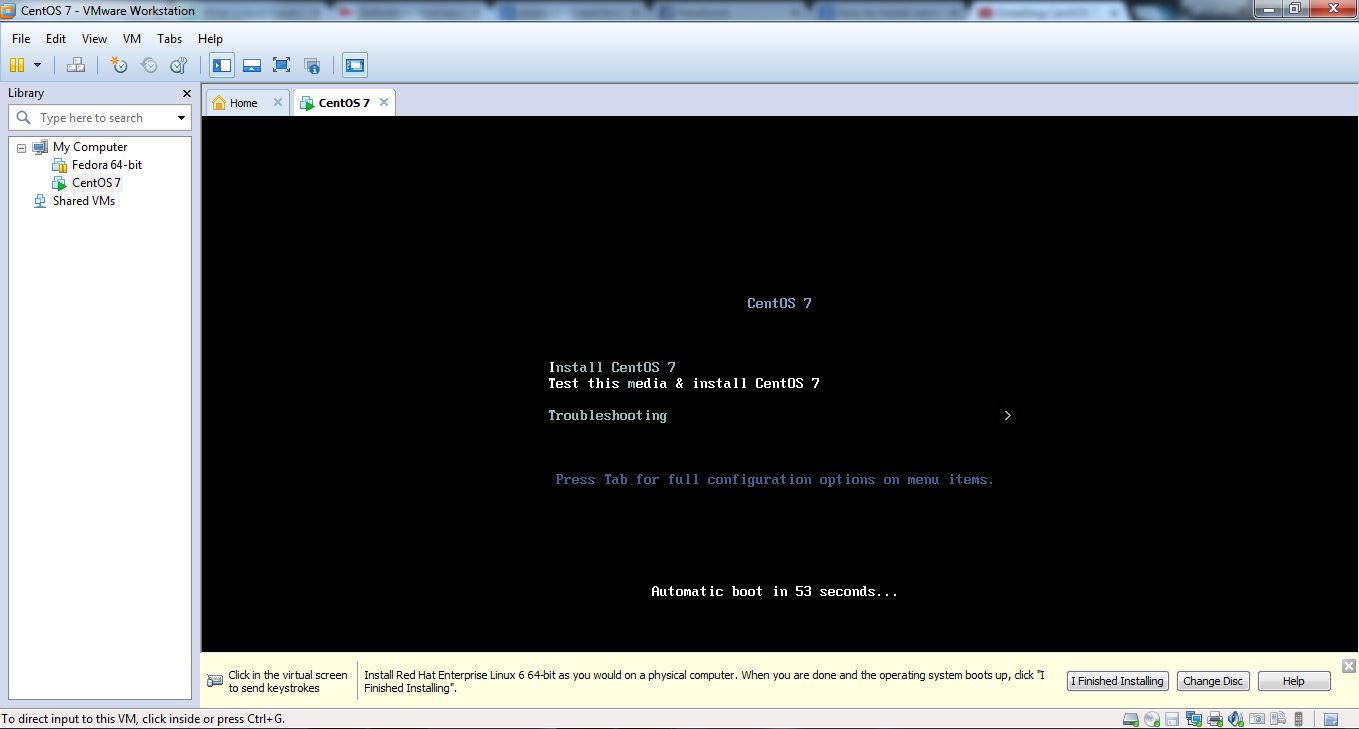 CentOS 7 - VMware Workstation
File Edit View VM Tabs Help
Library
Type here to search
My Computer
Fedora 64-bit
CentOS 7
Shared VMs
Home
CentOS 7
CentOS 7
Install CentOS 7
Test this media & install CentOS 7
Troubleshooting >
Press Tab for full configuration options on menu items.
Automatic boot in 53 seconds...
Click in the virtual screen
to send keystrokes
Install Red Hat Enterprise Linux 6 64-bit as you would on a physical computer. When you are done and the operating system boots up, click "I
Finished Installing".
I Finished Installing Change Disc Help
To direct input to this VM, click inside or press Ctrl+G.